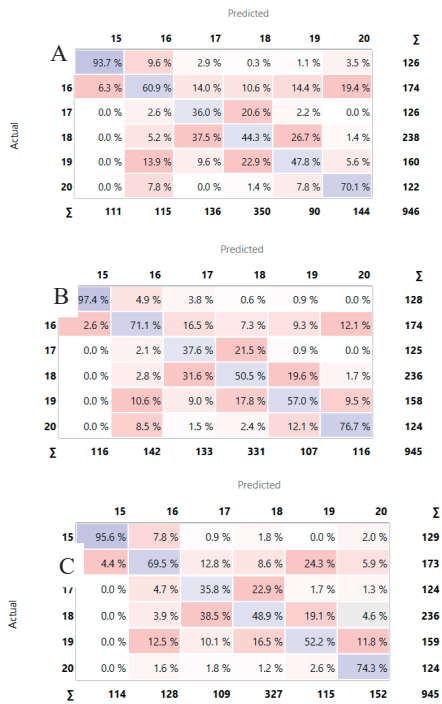 Predicted
15 16 17 18 19 20 Σ
A 93.7 % 9.6 % 2.9 % 0.3 % 1.1 % 3.5 % 126
16 6.3 % 60.9 % 14.0 % 10.6 % 14.4 % 19.4 % 174
17 0.0 % 2.6 % 36.0 % 20.6 % 2.2 % 0.0 % 126
Actual
18 0.0 % 5.2 % 37.5 % 44.3 % 26.7 % 1.4 % 238
19 0.0 % 13.9 % 9.6 % 22.9 % 47.8 % 5.6 % 160
20 0.0 % 7.8 % 0.0 % 1.4 % 7.8 % 70.1 % 122
Σ 111 115 136 350 90 144 946
Predicted
15 16 17 18 19 20 Σ
B 97.4 % 4.9 % 3.8 % 0.6 % 0.9 % 0.0 % 128
16 2.6 % 71.1 % 16.5 % 7.3 % 9.3 % 12.1 % 174
17 0.0 % 2.1 % 37.6 % 21.5 % 0.9 % 0.0 % 125
18 0.0 % 2.8 % 31.6 % 50.5 % 19.6 % 1.7 % 236
19 0.0 % 10.6 % 9.0 % 17.8 % 57.0 % 9.5 % 158
20 0.0 % 8.5 % 1.5 % 2.4 % 12.1 % 76.7 % 124
Σ 116 142 133 331 107 116 945
Predicted
15 16 17 18 19 20 Σ
15 95.6 % 7.8 % 0.9 % 1.8 % 0.0 % 2.0 % 129
C 4.4 % 69.5 % 12.8 % 8.6 % 24.3 % 5.9 % 173
17 0.0 % 4.7 % 35.8 % 22.9 % 1.7 % 1.3 % 124
Actual
18 0.0 % 3.9 % 38.5 % 48.9 % 19.1 % 4.6 % 236
19 0.0 % 12.5 % 10.1 % 16.5 % 52.2 % 11.8 % 159
20 0.0 % 1.6 % 1.8 % 1.2 % 2.6 % 74.3 % 124
Σ 114 128 109 327 115 152 945